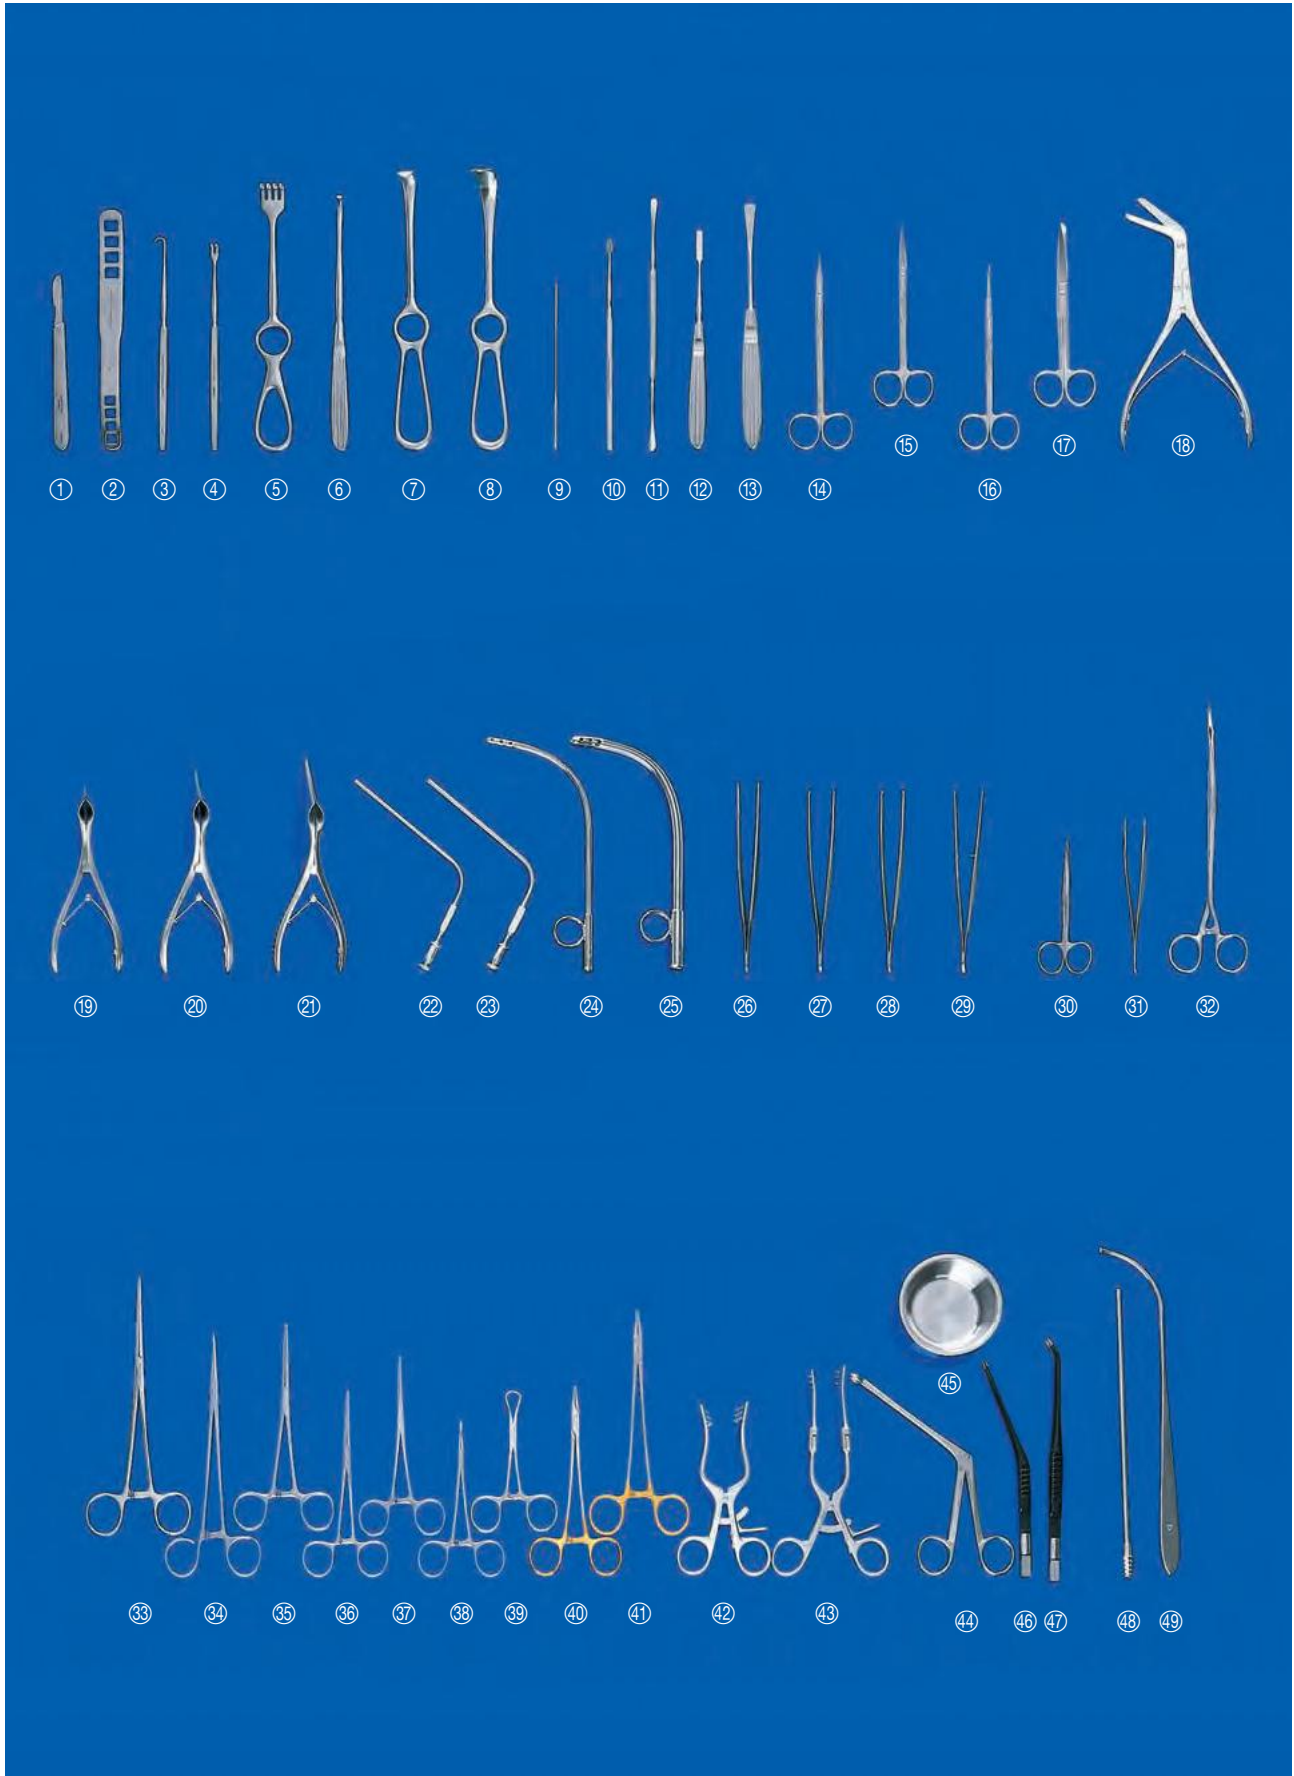 ① ② ③ ④ ⑤ ⑥ ⑦ ⑧ ⑨ ⑩ ⑪ ⑫ ⑬ ⑭ ⑮ ⑯ ⑰ ⑱
⑲ ⑳ ㉑ ㉒ ㉓ ㉔ ㉕ ㉖ ㉗ ㉘ ㉙ ㉚ ㉛ ㉜
㉝ ㉞ ㉟ ㊱ ㊲ ㊳ ㊴ ㊵ ㊶ ㊷ ㊸ ㊹ ㊺ ㊻ ㊼ ㊽ ㊾